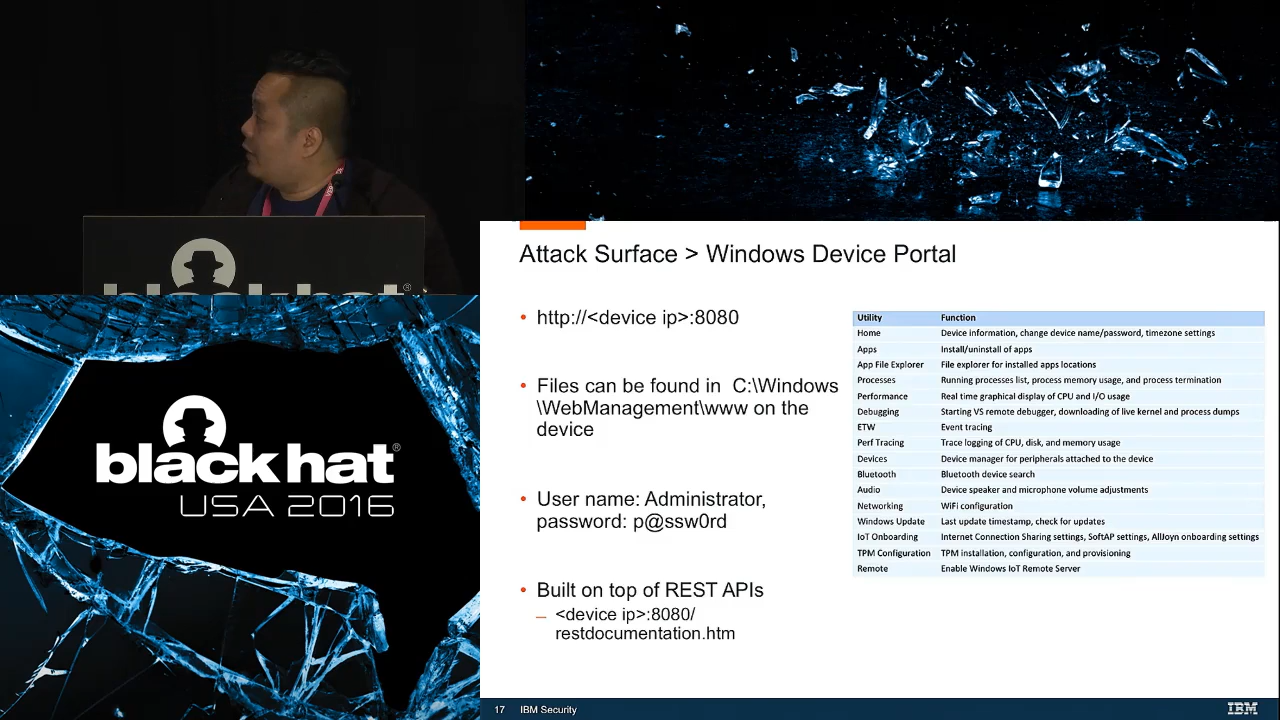 black hat®
black hat®
USA 2016
Attack Surface > Windows Device Portal
• http://<device ip>:8080
• Files can be found in C:\Windows
\WebManagement\www on the
device
• User name: Administrator,
password: p@ssw0rd
• Built on top of REST APIs
– <device ip>:8080/
restdocumentation.htm
Utility Function
Home Device information, change device name/password, timezone settings
Apps Install/uninstall of apps
App File Explorer File explorer for installed apps locations
Processes Running processes list, process memory usage, and process termination
Performance Real time graphical display of CPU and I/O usage
Debugging Starting VS remote debugger, downloading of live kernel and process dumps
ETW Event tracing
Perf Tracing Trace logging of CPU, disk, and memory usage
Devices Device manager for peripherals attached to the device
Bluetooth Bluetooth device search
Audio Device speaker and microphone volume adjustments
Networking WiFi configuration
Windows Update Last update timestamp, check for updates
IoT Onboarding Internet Connection Sharing settings, SoftAP settings, AllJoyn onboarding settings
TPM Configuration TPM installation, configuration, and provisioning
Remote Enable Windows IoT Remote Server
17 IBM Security
IBM